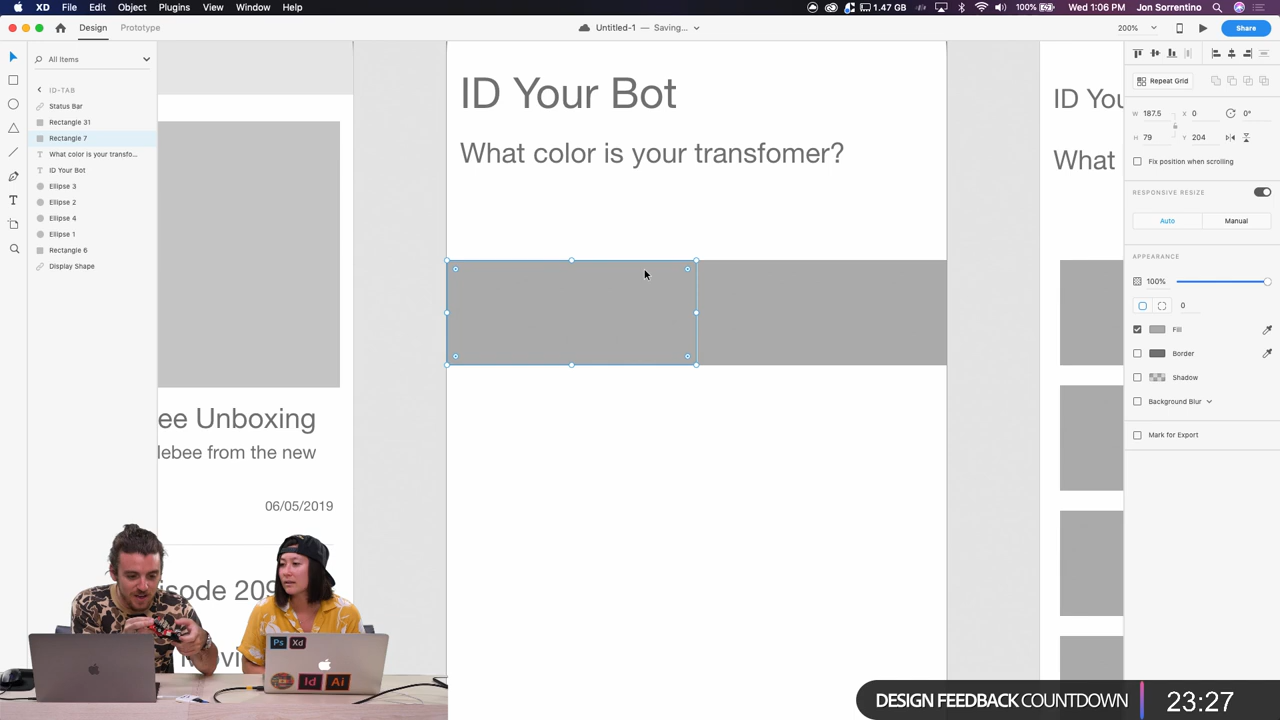 XD File Edit Object Plugins View Window Help
1.47 GB 100% Wed 1:06 PM Jon Sorrentino
Design Prototype Untitled-1 — Saving... 200% Share
All Items
ID-TAB
Status Bar
Rectangle 31
Rectangle 7
What color is your transfo...
ID Your Bot
Ellipse 3
Ellipse 2
Ellipse 4
Ellipse 1
Rectangle 6
Display Shape
ee Unboxing
lebee from the new
06/05/2019
isode 209
Movi
ID Your Bot
What color is your transfomer?
ID You
What
Repeat Grid
W 187.5 X 0 0°
H 79 Y 204
Fix position when scrolling
RESPONSIVE RESIZE
Auto Manual
APPEARANCE
100%
0
Fill
Border
Shadow
Background Blur
Mark for Export
Ps Xd
Id Ai
DESIGN FEEDBACK COUNTDOWN 23:27